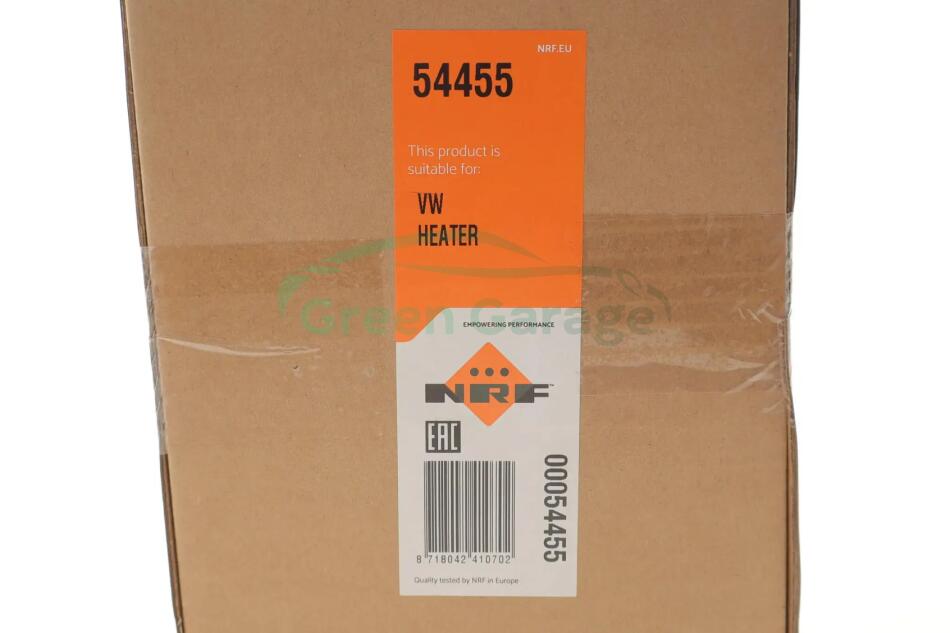 NRF.EU
54455
This product is
suitable for:
VW
HEATER
Green Garage
EMPOWERING PERFORMANCE
NRF™
EAC
00054455
8 718042 410702
Quality tested by NRF in Europe